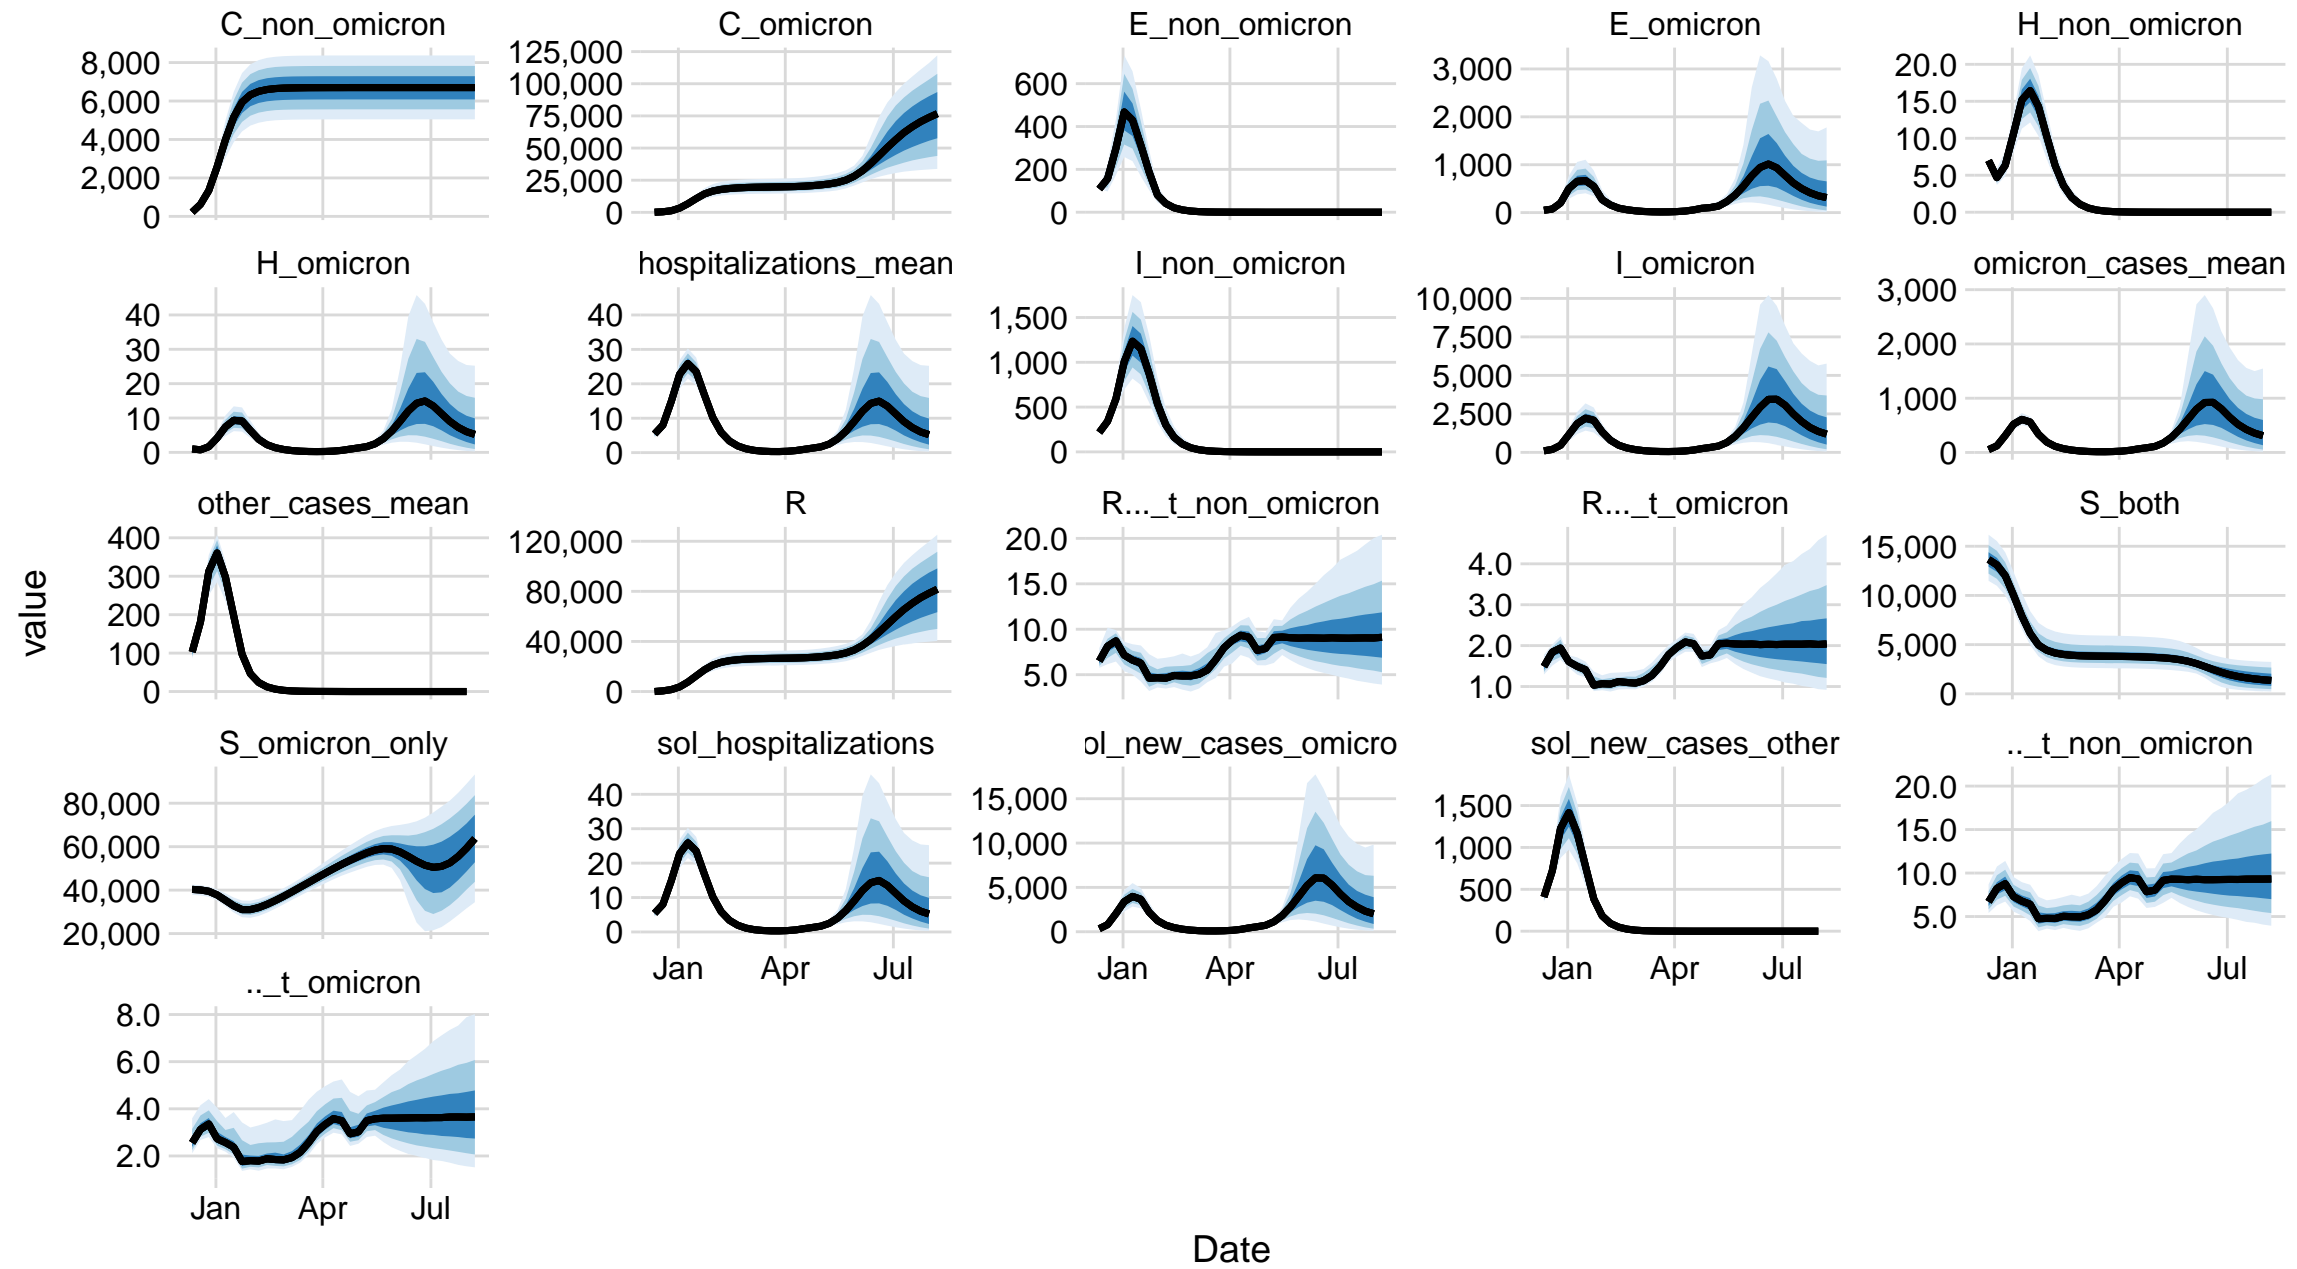 C_non_omicron C_omicron E_non_omicron E_omicron H_non_omicron
8,000 6,000 4,000 2,000 0
125,000 100,000 75,000 50,000 25,000 0
600 400 200 0
3,000 2,000 1,000 0
20.0 15.0 10.0 5.0 0.0
H_omicron hospitalizations_mean I_non_omicron I_omicron omicron_cases_mean
40 30 20 10 0
40 30 20 10 0
1,500 1,000 500 0
10,000 7,500 5,000 2,500 0
3,000 2,000 1,000 0
other_cases_mean R R..._t_non_omicron R..._t_omicron S_both
400 300 200 100 0
120,000 80,000 40,000 0
20.0 15.0 10.0 5.0
4.0 3.0 2.0 1.0
15,000 10,000 5,000 0
S_omicron_only sol_hospitalizations ol_new_cases_omicro sol_new_cases_other .._t_non_omicron
80,000 60,000 40,000 20,000
40 30 20 10 0
15,000 10,000 5,000 0
1,500 1,000 500 0
20.0 15.0 10.0 5.0
Jan Apr Jul Jan Apr Jul Jan Apr Jul Jan Apr Jul
.._t_omicron
8.0 6.0 4.0 2.0
Jan Apr Jul
value
Date